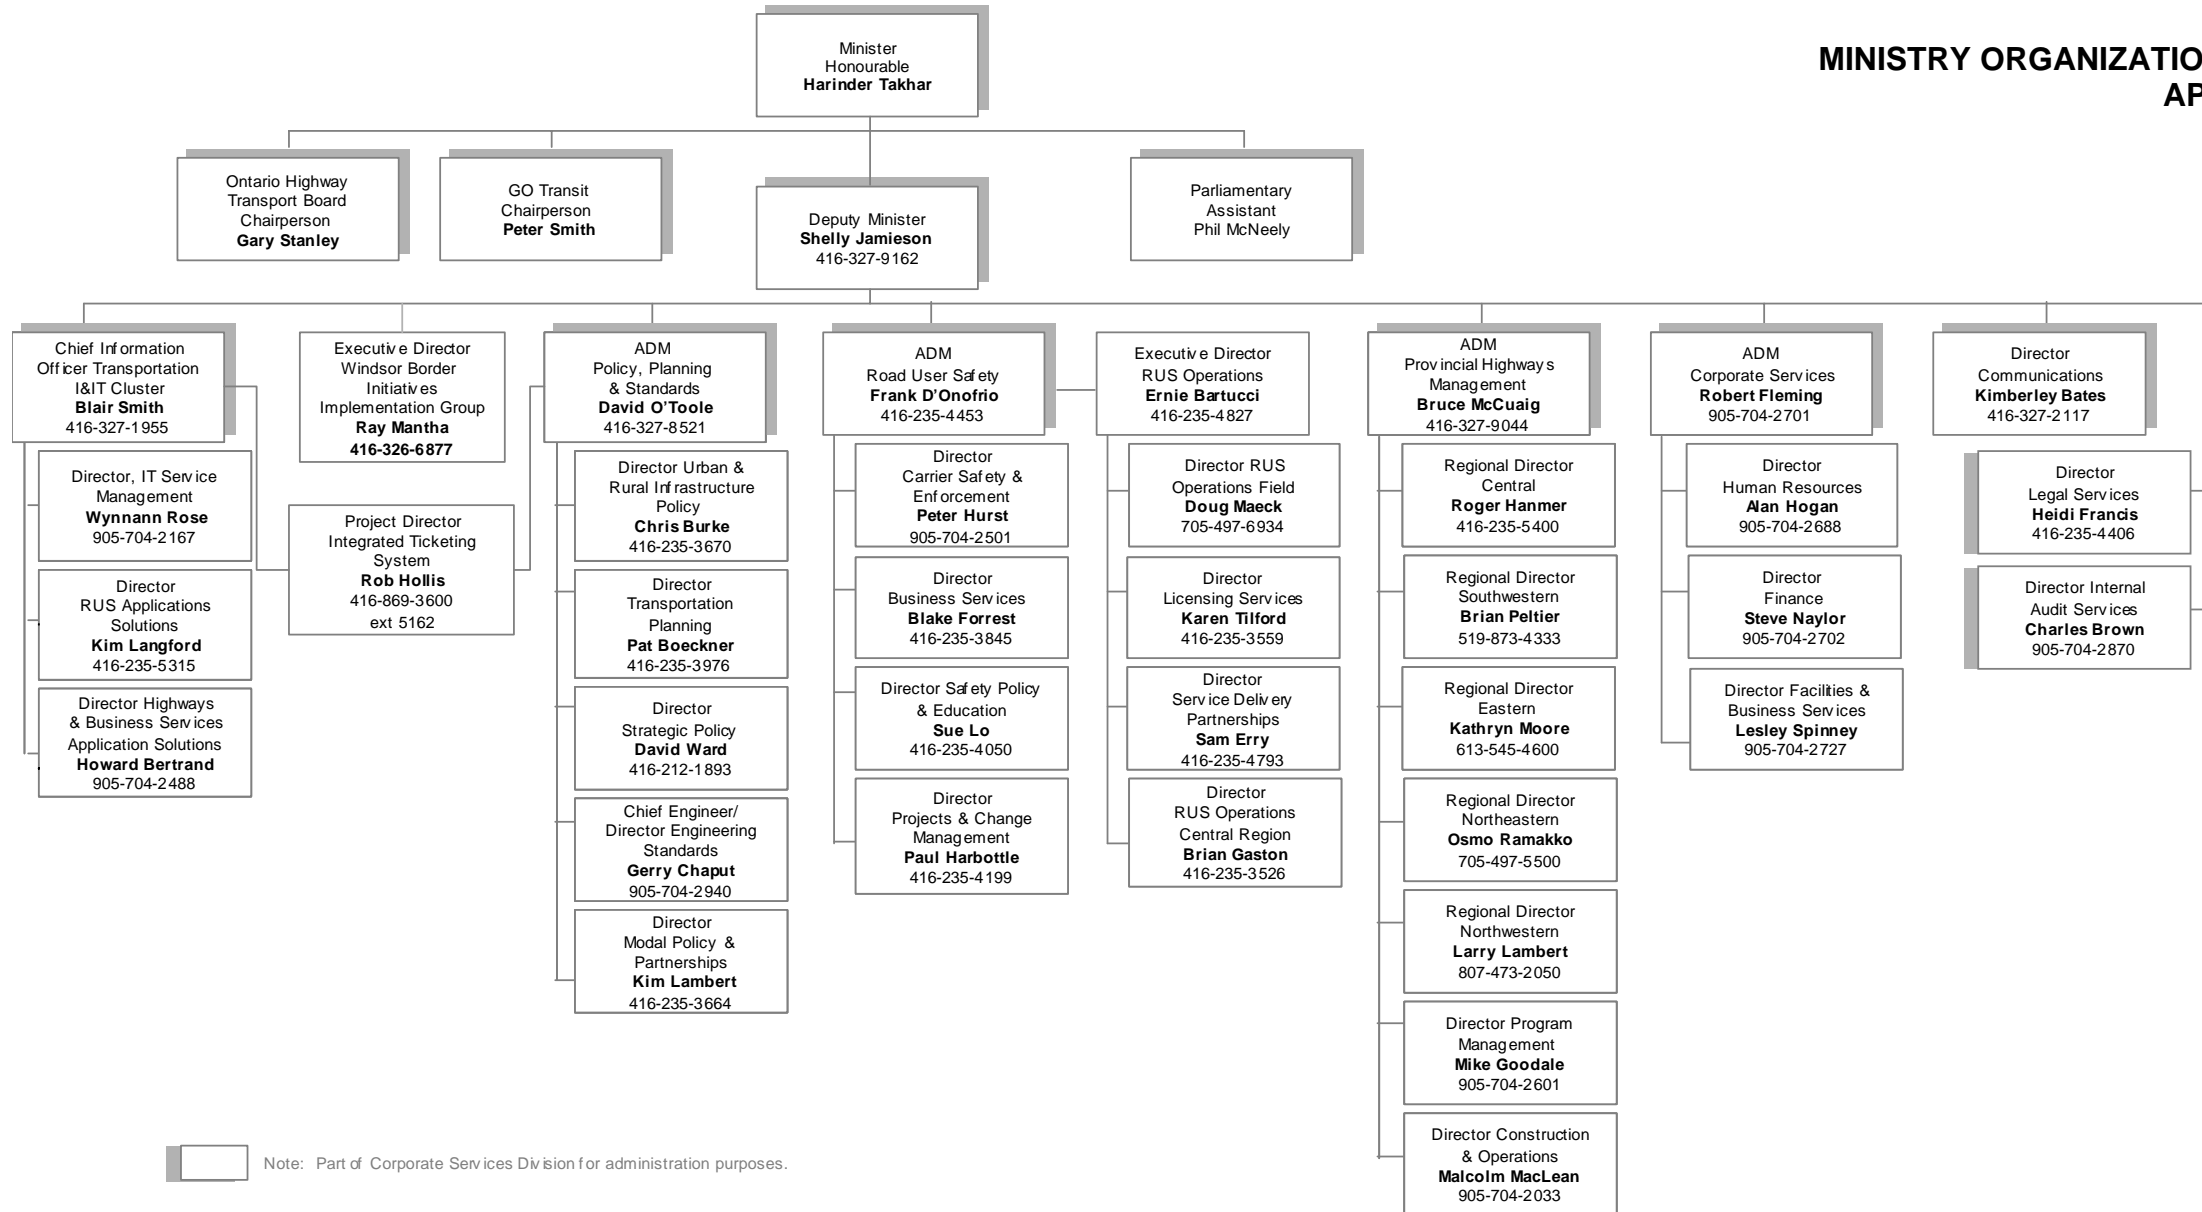 MINISTRY ORGANIZATIO
AP
Minister
Honourable
Harinder Takhar
Ontario Highway
Transport Board
Chairperson
Gary Stanley
GO Transit
Chairperson
Peter Smith
Deputy Minister
Shelly Jamieson
416-327-9162
Parliamentary
Assistant
Phil McNeely
Chief Information
Officer Transportation
I&IT Cluster
Blair Smith
416-327-1955
Director, IT Service
Management
Wynnann Rose
905-704-2167
Director
RUS Applications
Solutions
Kim Langford
416-235-5315
Director Highways
& Business Services
Application Solutions
Howard Bertrand
905-704-2488
Executive Director
Windsor Border
Initiatives
Implementation Group
Ray Mantha
416-326-6877
Project Director
Integrated Ticketing
System
Rob Hollis
416-869-3600
ext 5162
ADM
Policy, Planning
& Standards
David O'Toole
416-327-8521
Director Urban &
Rural Infrastructure
Policy
Chris Burke
416-235-3670
Director
Transportation
Planning
Pat Boeckner
416-235-3976
Director
Strategic Policy
David Ward
416-212-1893
Chief Engineer/
Director Engineering
Standards
Gerry Chaput
905-704-2940
Director
Modal Policy &
Partnerships
Kim Lambert
416-235-3664
ADM
Road User Safety
Frank D'Onofrio
416-235-4453
Director
Carrier Safety &
Enforcement
Peter Hurst
905-704-2501
Director
Business Services
Blake Forrest
416-235-3845
Director Safety Policy
& Education
Sue Lo
416-235-4050
Director
Projects & Change
Management
Paul Harbottle
416-235-4199
Executive Director
RUS Operations
Ernie Bartucci
416-235-4827
Director RUS
Operations Field
Doug Maeck
705-497-6934
Director
Licensing Services
Karen Tilford
416-235-3559
Director
Service Delivery
Partnerships
Sam Erry
416-235-4793
Director
RUS Operations
Central Region
Brian Gaston
416-235-3526
ADM
Provincial Highways
Management
Bruce McCuaig
416-327-9044
Regional Director
Central
Roger Hanmer
416-235-5400
Regional Director
Southwestern
Brian Peltier
519-873-4333
Regional Director
Eastern
Kathryn Moore
613-545-4600
Regional Director
Northeastern
Osmo Ramakko
705-497-5500
Regional Director
Northwestern
Larry Lambert
807-473-2050
Director Program
Management
Mike Goodale
905-704-2601
Director Construction
& Operations
Malcolm MacLean
905-704-2033
ADM
Corporate Services
Robert Fleming
905-704-2701
Director
Human Resources
Alan Hogan
905-704-2688
Director
Finance
Steve Naylor
905-704-2702
Director Facilities &
Business Services
Lesley Spinney
905-704-2727
Director
Communications
Kimberley Bates
416-327-2117
Director
Legal Services
Heidi Francis
416-235-4406
Director Internal
Audit Services
Charles Brown
905-704-2870
Note: Part of Corporate Services Division for administration purposes.